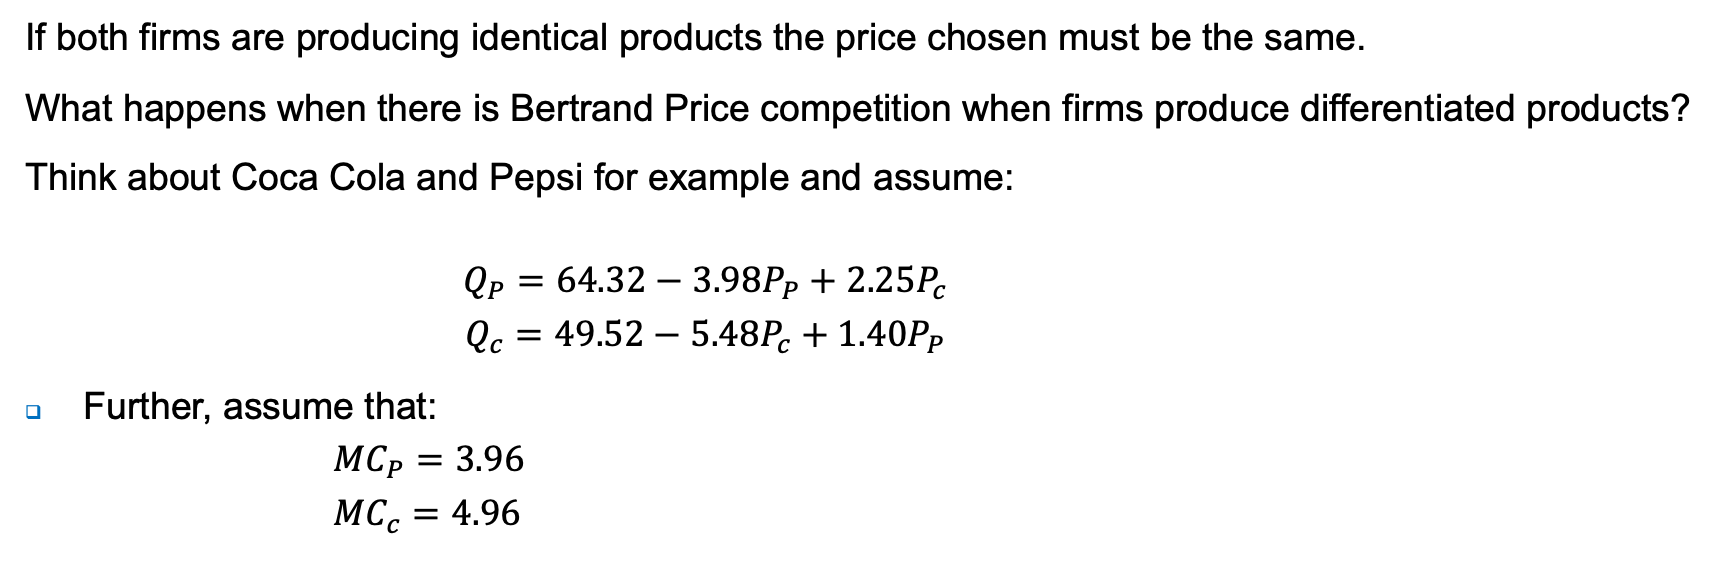 If both firms are producing identical products the price chosen must be the same.
What happens when there is Bertrand Price competition when firms produce differentiated products?
Think about Coca Cola and Pepsi for example and assume:
Q_P = 64.32 − 3.98P_P + 2.25P_c
Q_c = 49.52 − 5.48P_c + 1.40P_P
Further, assume that:
MC_P = 3.96
MC_c = 4.96